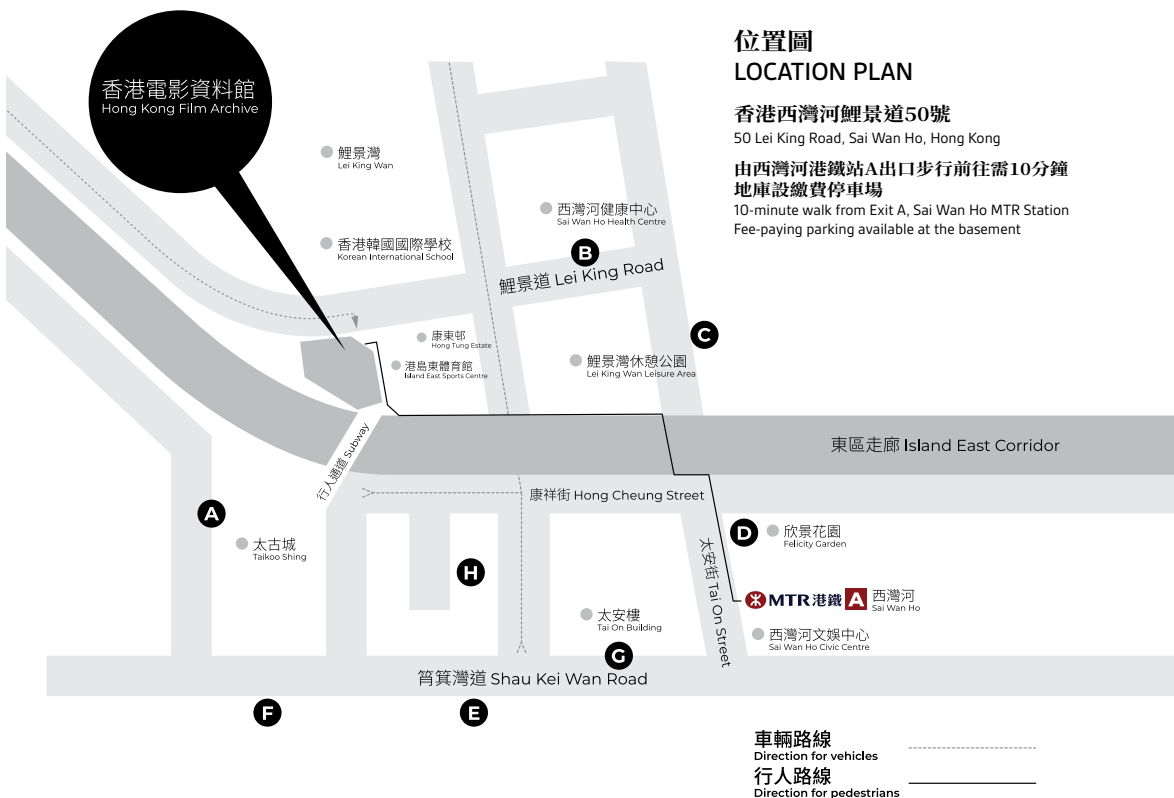 香港電影資料館
Hong Kong Film Archive
位置圖
LOCATION PLAN
香港西灣河鯉景道50號
50 Lei King Road, Sai Wan Ho, Hong Kong
由西灣河港鐵站A出口步行前往需10分鐘
地庫設繳費停車場
10-minute walk from Exit A, Sai Wan Ho MTR Station
Fee-paying parking available at the basement
鯉景灣
Lei King Wan
西灣河健康中心
Sai Wan Ho Health Centre
香港韓國國際學校
Korean International School
B
鯉景道 Lei King Road
康東邨
Hong Tung Estate
C
港島東體育館
Island East Sports Centre
鯉景灣休憩公園
Lei King Wan Leisure Area
行人通道 Subway
東區走廊 Island East Corridor
康祥街 Hong Cheung Street
A
太古城
Taikoo Shing
D
欣景花園
Felicity Garden
太安街 Tai On Street
H
MTR 港鐵 A 西灣河
Sai Wan Ho
太安樓
Tai On Building
西灣河文娛中心
Sai Wan Ho Civic Centre
G
筲箕灣道 Shau Kei Wan Road
F
E
車輛路線
Direction for vehicles
行人路線
Direction for pedestrians